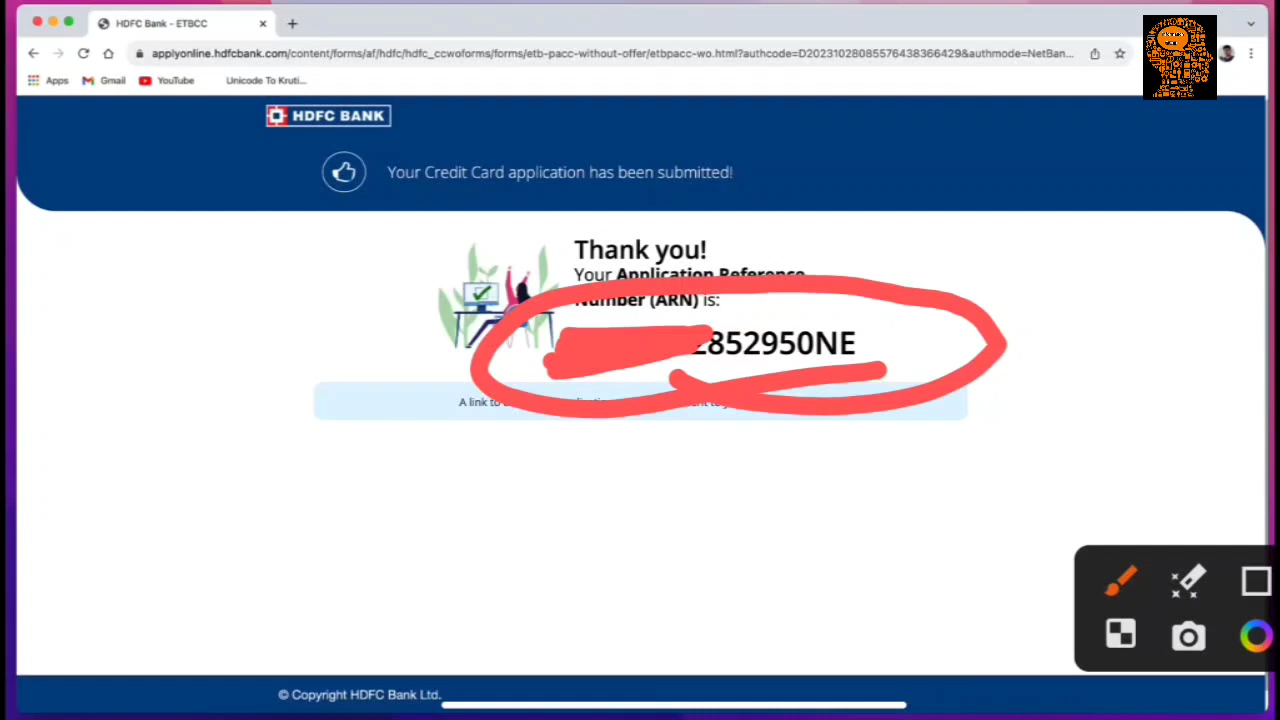 HDFC Bank - ETBCC
applyonline.hdfcbank.com/content/forms/af/hdfc/hdfc_ccwoforms/forms/etb-pacc-without-offer/etbpacc-wo.html?authcode=D20231028085576438366429&authmode=NetBan...
Apps Gmail YouTube Unicode To Kruti...
HDFC BANK
Your Credit Card application has been submitted!
Thank you!
Your Application Reference
Number (ARN) is:
2852950NE
A link to
© Copyright HDFC Bank Ltd.